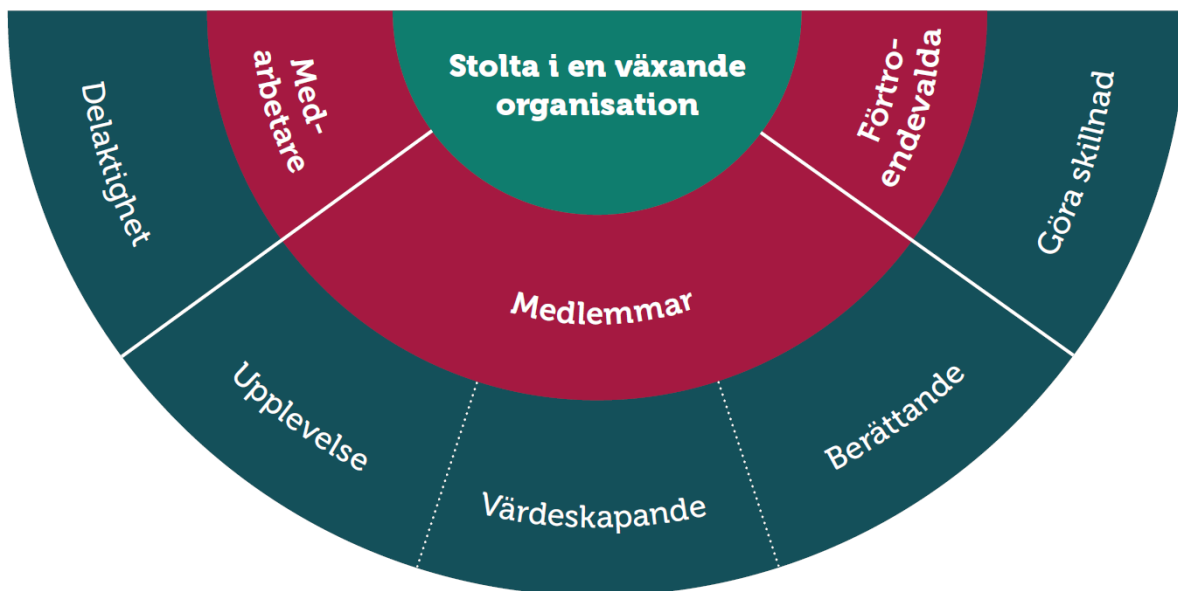 Stolta i en växande
organisation
Med-
arbetare
Medlemmar
Förtro-
endevalda
Delaktighet
Upplevelse
Värdeskapande
Berättande
Göra skillnad